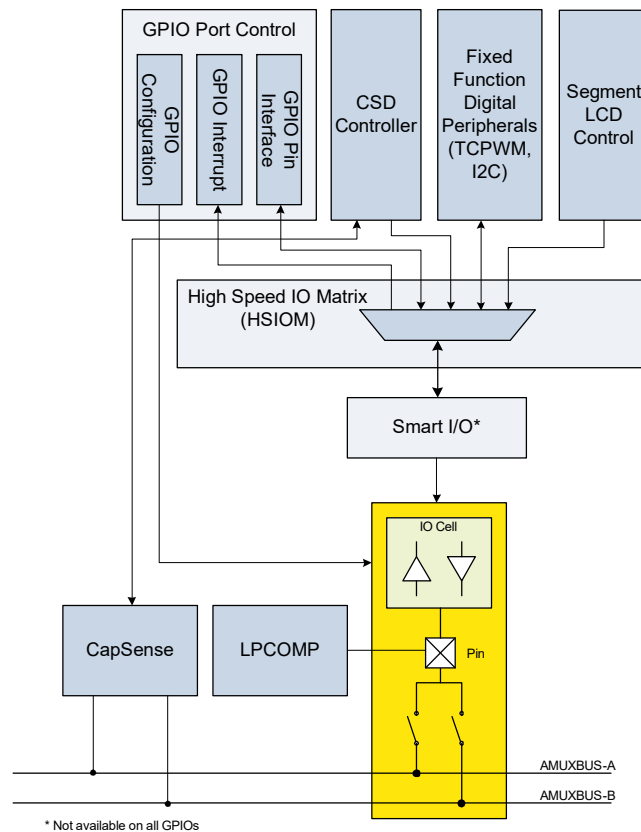 GPIO Port Control
GPIO
Configuration
GPIO Interrupt
GPIO Pin
Interface
CSD
Controller
Fixed
Function
Digital
Peripherals
(TCPWM,
I2C)
Segment
LCD
Control
High Speed IO Matrix
(HSIOM)
Smart I/O*
IO Cell
CapSense
LPCOMP
Pin
AMUXBUS-A
AMUXBUS-B
* Not available on all GPIOs